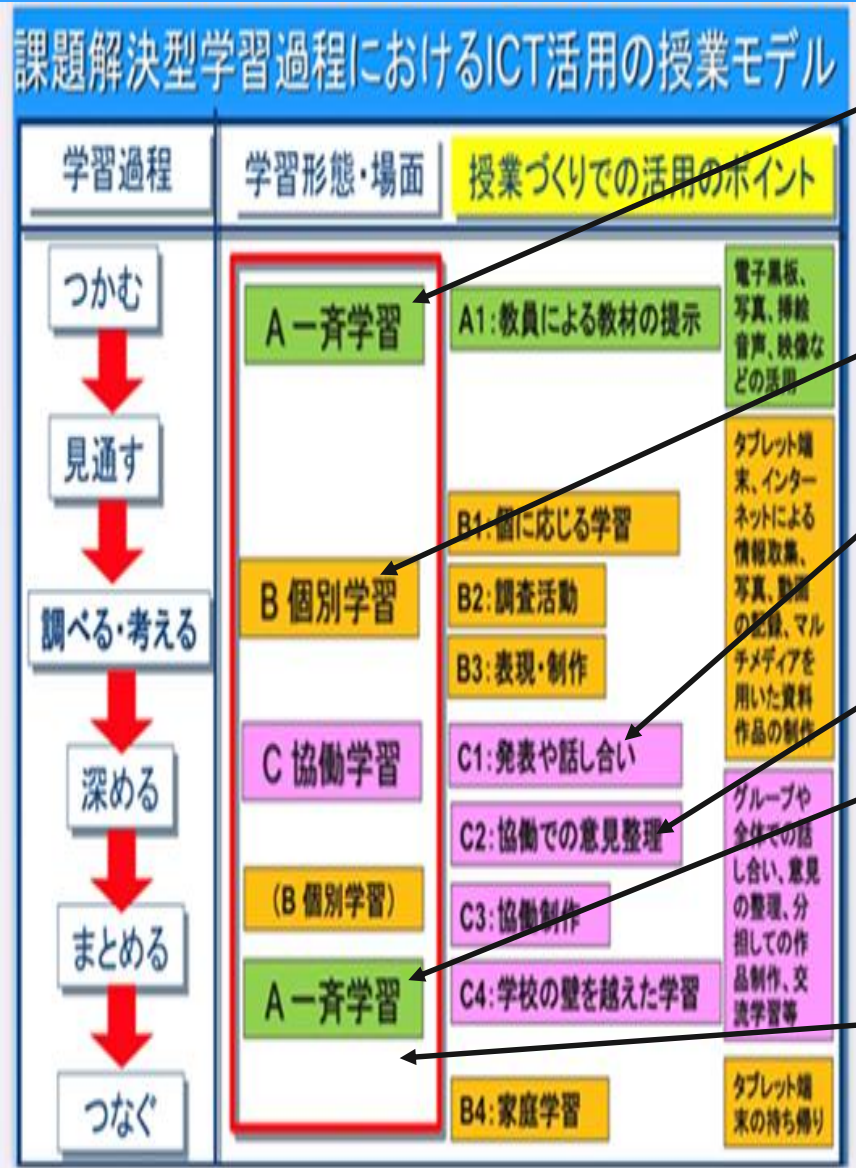 課題解決型学習過程におけるICT活用の授業モデル
学習過程
学習形態・場面
授業づくりでの活用のポイント
つかむ
A 一斉学習
A1:教員による教材の提示
電子黒板、
写真、挿絵
音声、映像な
どの活用
見通す
B 個別学習
B1:個に応じる学習
タブレット端
末、インター
ネットによる
情報収集、
写真、動画
の記録、マル
チメディアを
用いた資料
作品の制作
調べる・考える
B2:調査活動
B3:表現・制作
深める
C 協働学習
C1:発表や話し合い
C2:協働での意見整理
グループや
全体での話
し合い、意見
の整理、分
担しての作
品制作、交
流学習等
まとめる
(B 個別学習)
C3:協働制作
A 一斉学習
C4:学校の壁を越えた学習
つなぐ
B4:家庭学習
タブレット端
末の持ち帰り